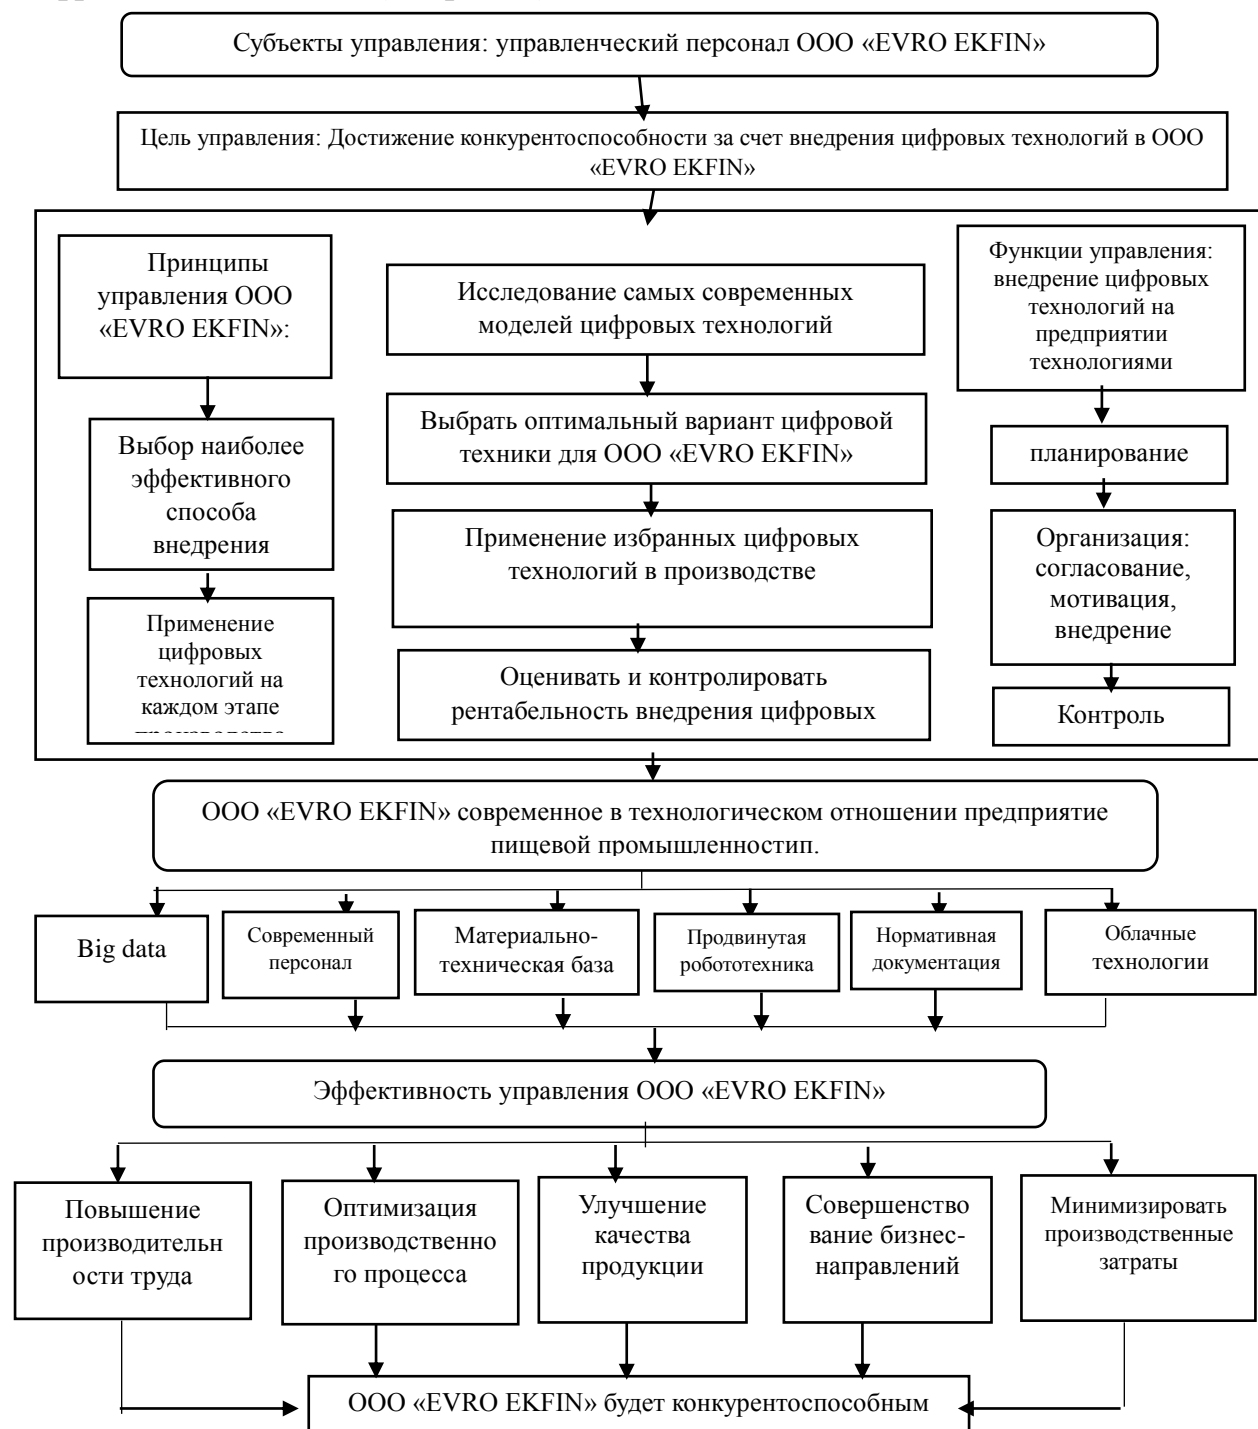 Субъекты управления: управленческий персонал ООО «EVRO EKFIN»
Цель управления: Достижение конкурентоспособности за счет внедрения цифровых технологий в ООО
«EVRO EKFIN»
Принципы
управления ООО
«EVRO EKFIN»:
Выбор наиболее
эффективного
способа
внедрения
Применение
цифровых
технологий на
каждом этапе
Исследование самых современных
моделей цифровых технологий
Выбрать оптимальный вариант цифровой
техники для ООО «EVRO EKFIN»
Применение избранных цифровых
технологий в производстве
Оценивать и контролировать
рентабельность внедрения цифровых
Функции управления:
внедрение цифровых
технологий на
предприятии
технологиями
планирование
Организация:
согласование,
мотивация,
внедрение
Контроль
ООО «EVRO EKFIN» современное в технологическом отношении предприятие
пищевой промышленностип.
Big data
Современный
персонал
Материально-
техническая база
Продвинутая
робототехника
Нормативная
документация
Облачные
технологии
Эффективность управления ООО «EVRO EKFIN»
Повышение
производительн
ости труда
Оптимизация
производственно
го процесса
Улучшение
качества
продукции
Совершенство
вание бизнес-
направлений
Минимизировать
производственные
затраты
ООО «EVRO EKFIN» будет конкурентоспособным